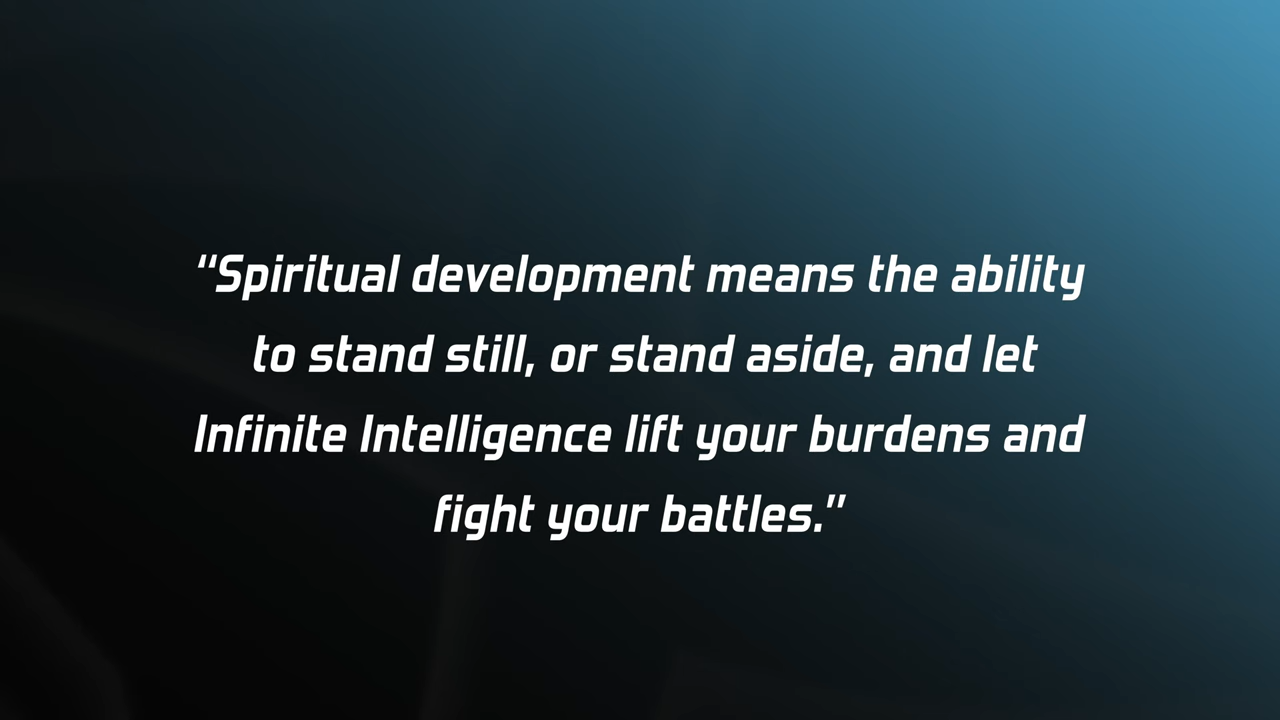 “Spiritual development means the ability
to stand still, or stand aside, and let
Infinite Intelligence lift your burdens and
fight your battles.”